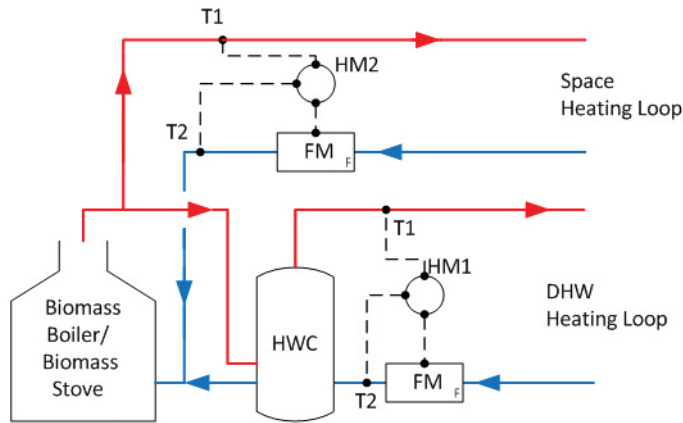 T1
HM2
Space
Heating Loop
T2
FM
F
T1
HM1
Biomass
Boiler/
Biomass
Stove
HWC
DHW
Heating Loop
FM
F
T2